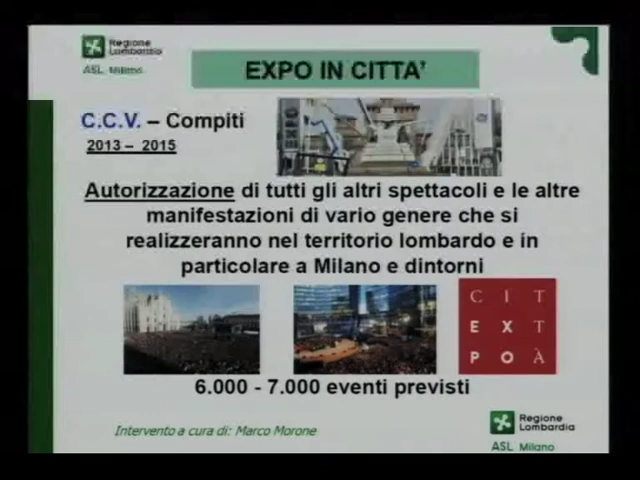 Regione
Lombardia
ASL Milano
EXPO IN CITTA'
C.C.V. – Compiti
2013 – 2015
Autorizzazione di tutti gli altri spettacoli e le altre
manifestazioni di vario genere che si
realizzeranno nel territorio lombardo e in
particolare a Milano e dintorni
C I T
E X T
P O À
6.000 - 7.000 eventi previsti
Intervento a cura di: Marco Morone
Regione
Lombardia
ASL Milano